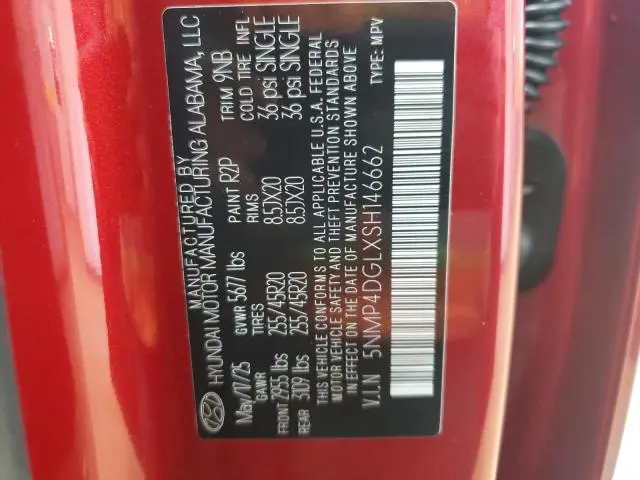 MANUFACTURED BY
HYUNDAI MOTOR MANUFACTURING ALABAMA, LLC
May/17/25 GVWR 5677 lbs PAINT R2P TRIM 9NB
GAWR TIRES RIMS COLD TIRE INFL
FRONT 2955 lbs 255/45R20 8.5JX20 36 psi SINGLE
REAR 3109 lbs 255/45R20 8.5JX20 36 psi SINGLE
THIS VEHICLE CONFORMS TO ALL APPLICABLE U.S.A. FEDERAL
MOTOR VEHICLE SAFETY AND THEFT PREVENTION STANDARDS
IN EFFECT ON THE DATE OF MANUFACTURE SHOWN ABOVE
V.I.N 5NMP4DGLXSH146662 TYPE: MPV